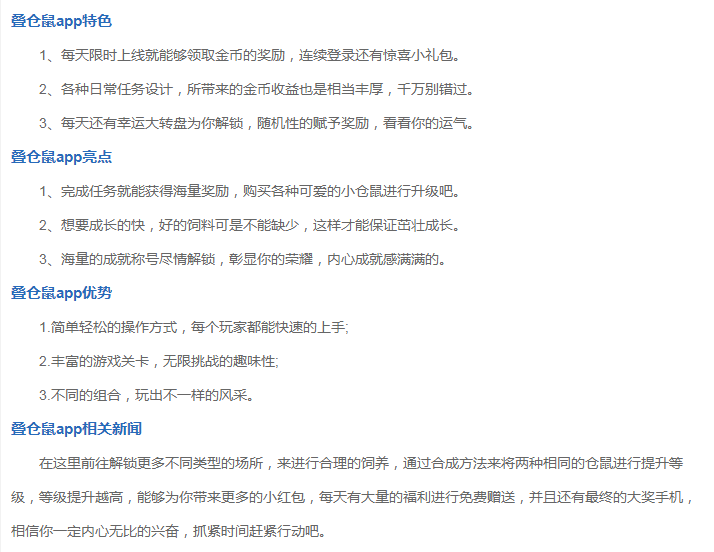 叠仓鼠app特色
1、每天限时上线就能够领取金币的奖励，连续登录还有惊喜小礼包。
2、各种日常任务设计，所带来的金币收益也是相当丰厚，千万别错过。
3、每天还有幸运大转盘为你解锁，随机性的赋予奖励，看看你的运气。
叠仓鼠app亮点
1、完成任务就能获得海量奖励，购买各种可爱的小仓鼠进行升级吧。
2、想要成长的快，好的饲料可是不能缺少，这样才能保证茁壮成长。
3、海量的成就称号尽情解锁，彰显你的荣耀，内心成就感满满的。
叠仓鼠app优势
1.简单轻松的操作方式，每个玩家都能快速的上手;
2.丰富的游戏关卡，无限挑战的趣味性;
3.不同的组合，玩出不一样的风采。
叠仓鼠app相关新闻
在这里前往解锁更多不同类型的场所，来进行合理的饲养，通过合成方法来将两种相同的仓鼠进行提升等
级，等级提升越高，能够为你带来更多的小红包，每天有大量的福利进行免费赠送，并且还有最终的大奖手机，
相信你一定内心无比的兴奋，抓紧时间赶紧行动吧。